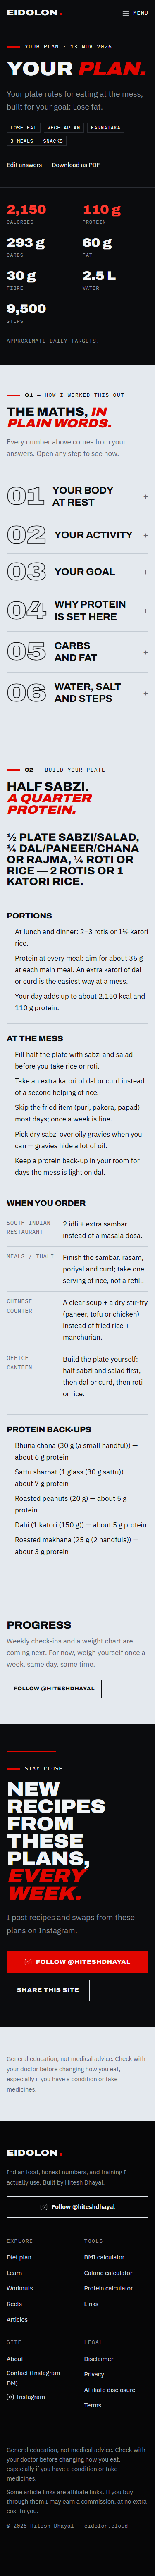 EIDOLON.
MENU
YOUR PLAN · 13 NOV 2026
YOUR PLAN.
Your plate rules for eating at the mess,
built for your goal: Lose fat.
LOSE FAT
VEGETARIAN
KARNATAKA
3 MEALS + SNACKS
Edit answers
Download as PDF
2,150
CALORIES
110 g
PROTEIN
293 g
CARBS
60 g
FAT
30 g
FIBRE
2.5 L
WATER
9,500
STEPS
APPROXIMATE DAILY TARGETS.
01 — HOW I WORKED THIS OUT
THE MATHS, IN
PLAIN WORDS.
Every number above comes from your
answers. Open any step to see how.
01 YOUR BODY
AT REST +
02 YOUR ACTIVITY +
03 YOUR GOAL +
04 WHY PROTEIN
IS SET HERE +
05 CARBS
AND FAT +
06 WATER, SALT
AND STEPS +
02 — BUILD YOUR PLATE
HALF SABZI.
A QUARTER
PROTEIN.
½ PLATE SABZI/SALAD,
¼ DAL/PANEER/CHANA
OR RAJMA, ¼ ROTI OR
RICE — 2 ROTIS OR 1
KATORI RICE.
PORTIONS
At lunch and dinner: 2–3 rotis or 1½ katori
rice.
Protein at every meal; aim for about 35 g
at each main meal. An extra katori of dal
or curd is the easiest way at a mess.
Your day adds up to about 2,150 kcal and
110 g protein.
AT THE MESS
Fill half the plate with sabzi and salad
before you take rice or roti.
Take an extra katori of dal or curd instead
of a second helping of rice.
Skip the fried item (puri, pakora, papad)
most days; once a week is fine.
Pick dry sabzi over oily gravies when you
can — gravies hide a lot of oil.
Keep a protein back-up in your room for
days the mess is light on dal.
WHEN YOU ORDER
SOUTH INDIAN
RESTAURANT
2 idli + extra sambar
instead of a masala dosa.
MEALS / THALI
Finish the sambar, rasam,
poriyal and curd; take one
serving of rice, not a refill.
CHINESE
COUNTER
A clear soup + a dry stir-fry
(paneer, tofu or chicken)
instead of fried rice +
manchurian.
OFFICE
CANTEEN
Build the plate yourself:
half sabzi and salad first,
then dal or curd, then roti
or rice.
PROTEIN BACK-UPS
Bhuna chana (30 g (a small handful)) —
about 6 g protein
Sattu sharbat (1 glass (30 g sattu)) —
about 7 g protein
Roasted peanuts (20 g) — about 5 g
protein
Dahi (1 katori (150 g)) — about 5 g protein
Roasted makhana (25 g (2 handfuls)) —
about 3 g protein
PROGRESS
Weekly check-ins and a weight chart are
coming next. For now, weigh yourself once a
week, same day, same time.
FOLLOW @HITESHDHAYAL
STAY CLOSE
NEW
RECIPES
FROM
THESE
PLANS,
EVERY
WEEK.
I post recipes and swaps from these
plans on Instagram.
FOLLOW @HITESHDHAYAL
SHARE THIS SITE
General education, not medical advice. Check with
your doctor before changing how you eat,
especially if you have a condition or take
medicines.
EIDOLON.
Indian food, honest numbers, and training I
actually use. Built by Hitesh Dhayal.
Follow @hiteshdhayal
EXPLORE
Diet plan
Learn
Workouts
Reels
Articles
TOOLS
BMI calculator
Calorie calculator
Protein calculator
Links
SITE
About
Contact (Instagram
DM)
Instagram
LEGAL
Disclaimer
Privacy
Affiliate disclosure
Terms
General education, not medical advice. Check with
your doctor before changing how you eat,
especially if you have a condition or take
medicines.
Some article links are affiliate links. If you buy
through them I may earn a commission, at no extra
cost to you.
© 2026 Hitesh Dhayal · eidolon.cloud